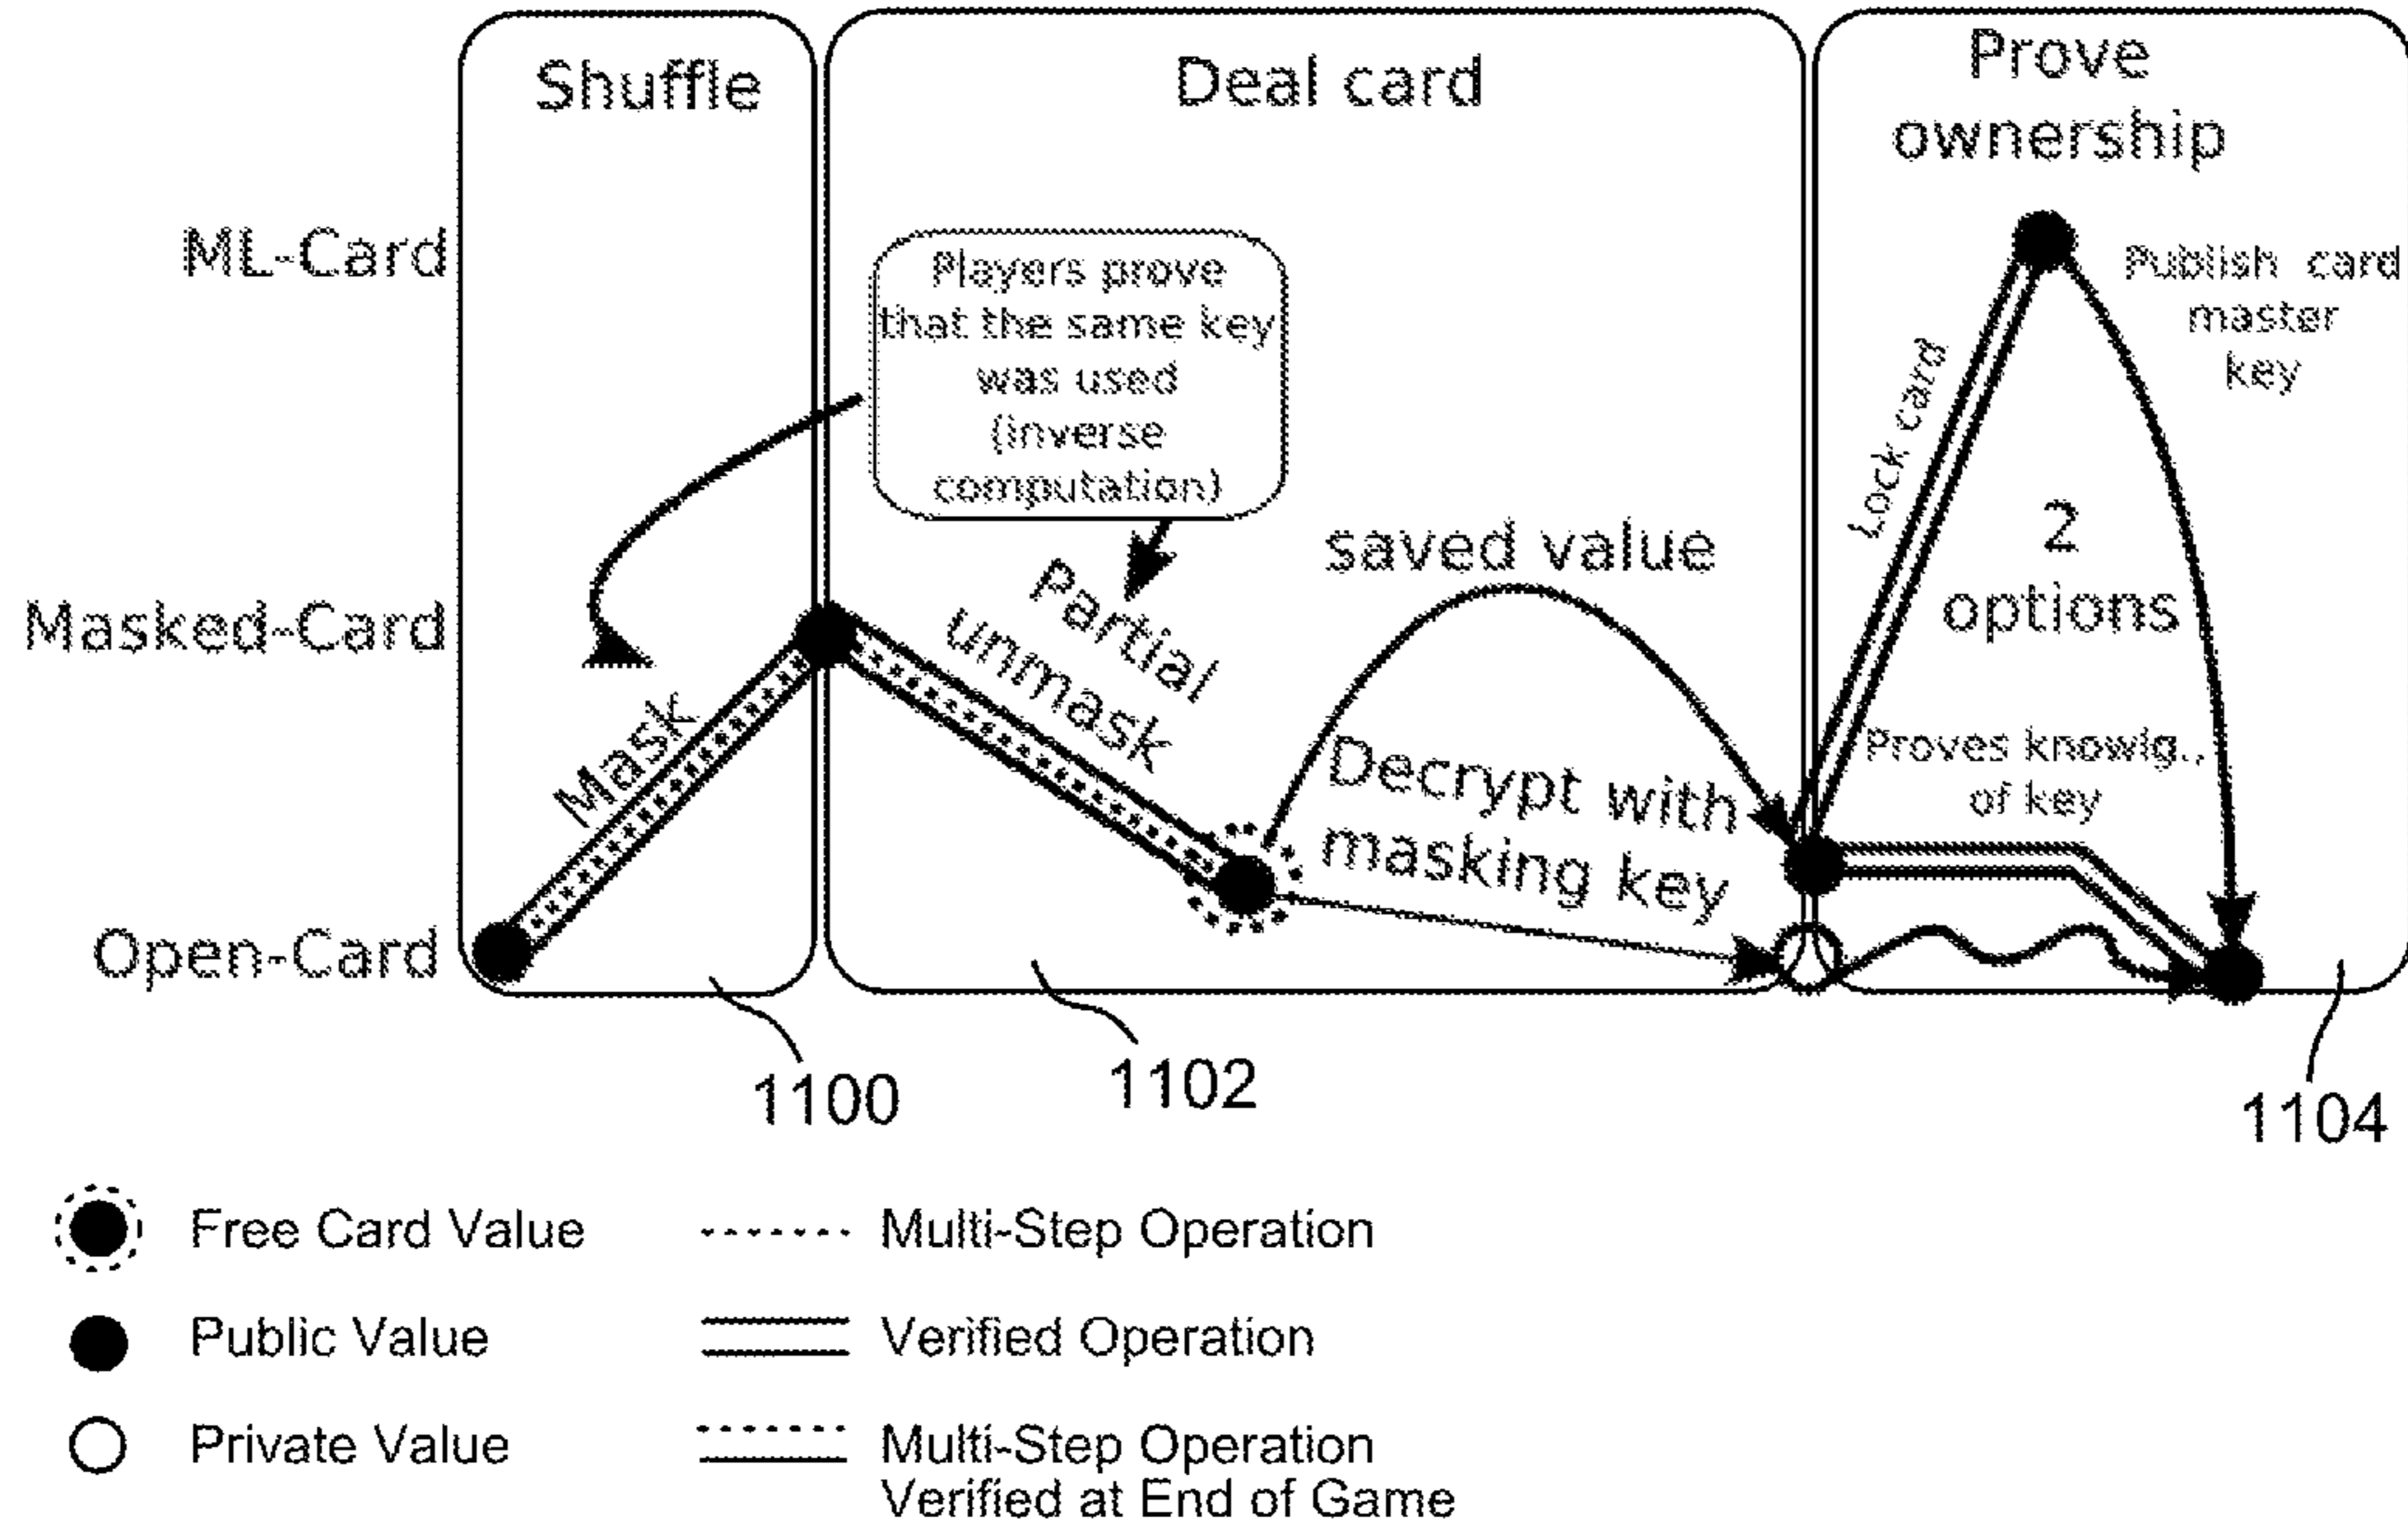 Shuffle
Deal card
Prove
ownership
ML-Card
Masked-Card
Open-Card
Players prove
that the same key
was used
(inverse
computation)
Mask
Partial
unmask
saved value
Decrypt with
masking key
Lock card
Publish card
master
key
2
options
Proves knowlg..
of key
1100
1102
1104
Free Card Value
Public Value
Private Value
Multi-Step Operation
Verified Operation
Multi-Step Operation
Verified at End of Game